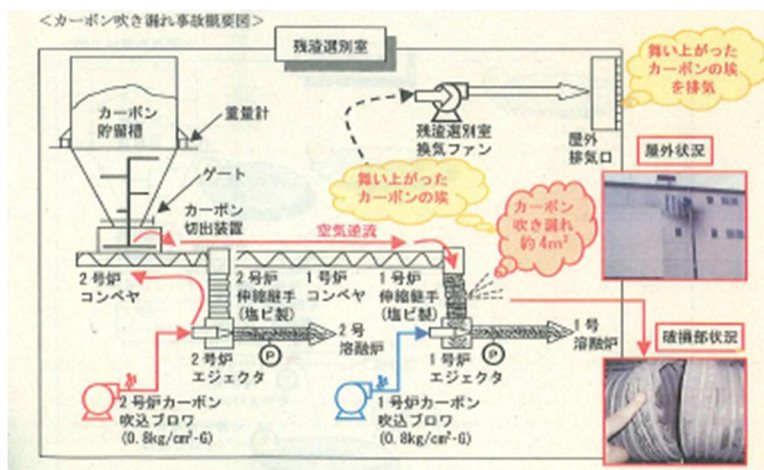 ＜カーボン吹き漏れ事故概要図＞
残渣選別室
舞い上がった
カーボンの埃
を排気
カーボン
貯留槽
重量計
ゲート
カーボン
切出装置
残渣選別室
換気ファン
屋外
排気口
屋外状況
舞い上がった
カーボンの埃
カーボン
吹き漏れ
約4m³
空気逆流
2号炉
コンベヤ
2号炉
伸縮継手
(塩ビ製)
1号炉
コンベヤ
1号炉
伸縮継手
(塩ビ製)
2号
溶融炉
1号
溶融炉
P
P
2号炉
エジェクタ
1号炉
エジェクタ
破損部状況
2号炉カーボン
吹込ブロワ
(0.8kg/cm²-G)
1号炉カーボン
吹込ブロワ
(0.8kg/cm²-G)